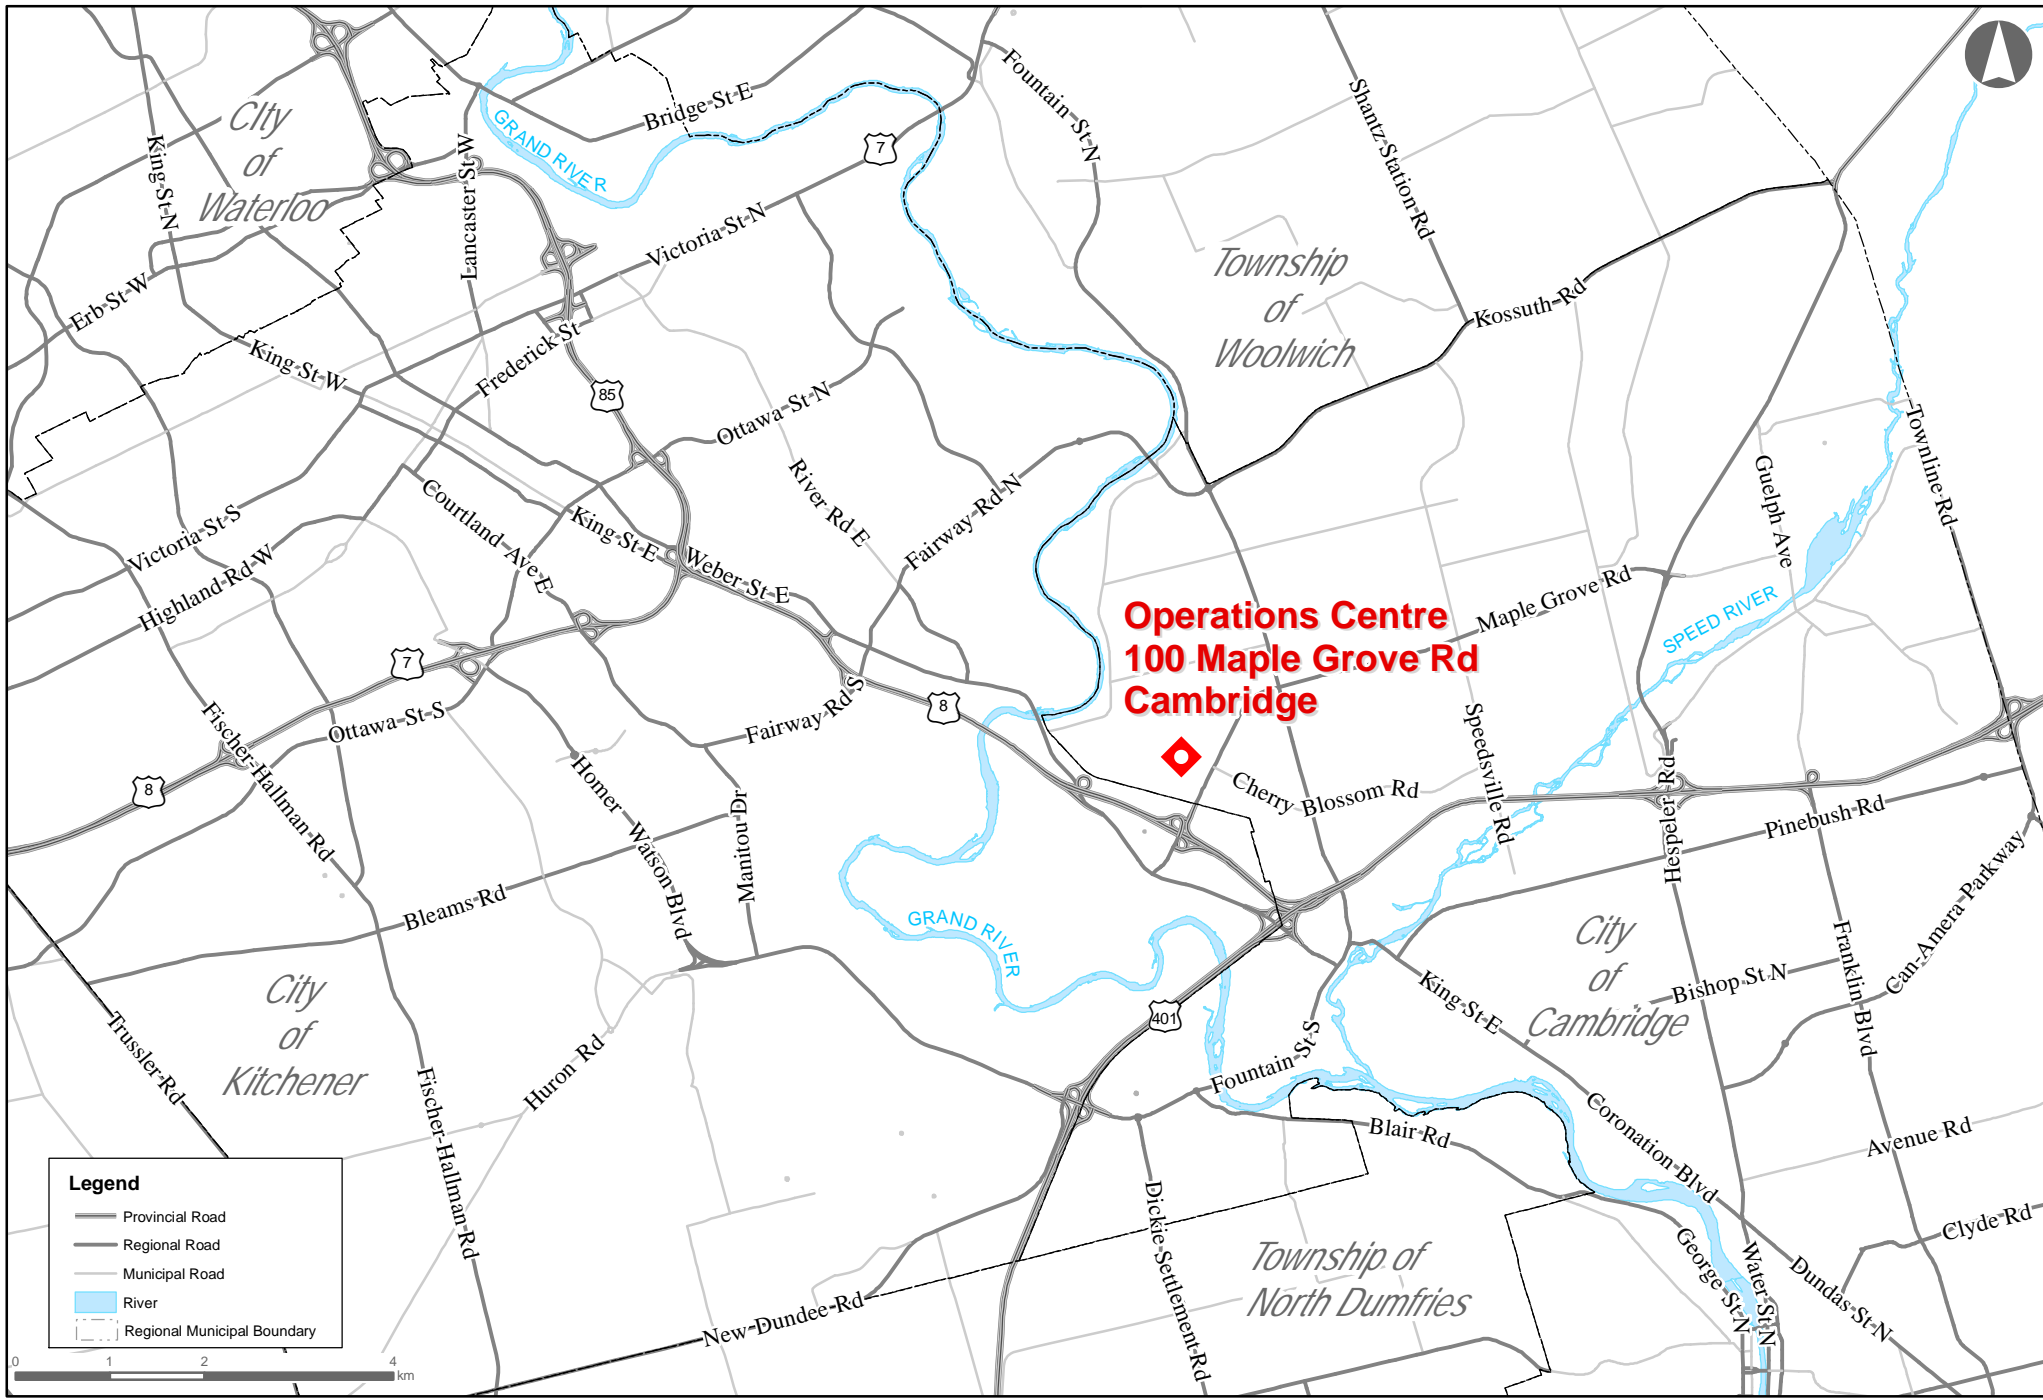 City
of
Waterloo
GRAND RIVER
Bridge St E
Fountain St N
Shantz Station Rd
King St N
Lancaster St W
7
Victoria St N
Township
of
Woolwich
Erb St W
Kossuth Rd
King St W
Frederick St
85
Ottawa St N
Townline Rd
Guelph Ave
River Rd E
Fairway Rd N
Courtland Ave E
King St E
Weber St E
Victoria St S
Highland Rd W
Maple Grove Rd
SPEED RIVER
Operations Centre
100 Maple Grove Rd
Cambridge
7
8
Fairway Rd S
Ottawa St S
Fischer-Hallman Rd
8
Homer Watson Blvd
Manitou Dr
Cherry Blossom Rd
Speedsville Rd
Hespeler Rd
Pinebush Rd
Can-Amera Parkway
Bleams Rd
GRAND RIVER
City
of
Cambridge
Franklin Blvd
Bishop St N
King St E
City
of
Kitchener
Trussler Rd
Huron Rd
401
Fountain St S
Fischer-Hallman Rd
Blair Rd
Coronation Blvd
Avenue Rd
Clyde Rd
Dickie Settlement Rd
Township of
North Dumfries
George St N
Water St N
Dundas St N
New Dundee Rd
Legend
Provincial Road
Regional Road
Municipal Road
River
Regional Municipal Boundary
0 1 2 4
km